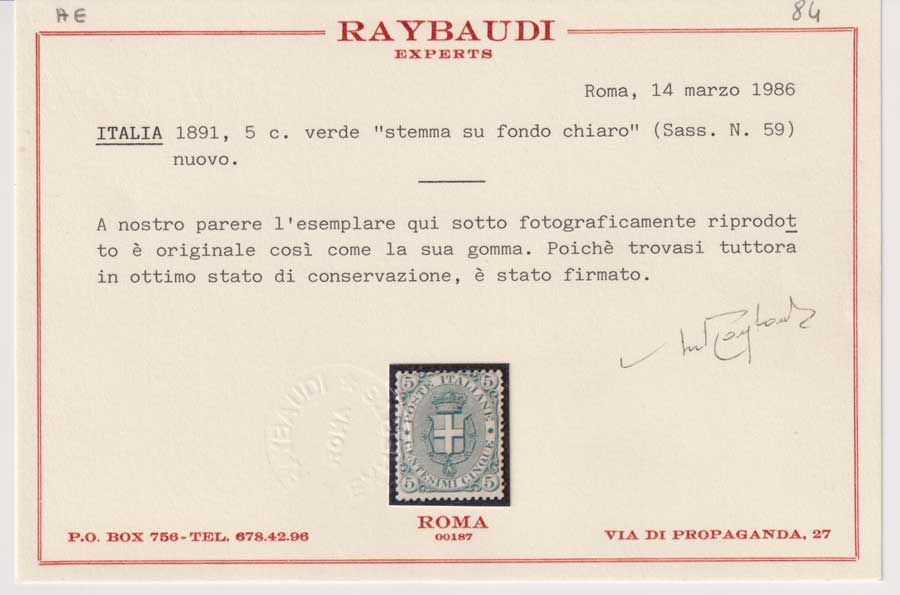 AE
84
RAYBAUDI
EXPERTS
Roma, 14 marzo 1986
ITALIA 1891, 5 c. verde "stemma su fondo chiaro" (Sass. N. 59)
nuovo.
A nostro parere l'esemplare qui sotto fotograficamente riprodot
to è originale così come la sua gomma. Poichè trovasi tuttora
in ottimo stato di conservazione, è stato firmato.
RAYBAUDI
ROMA
5 5
POSTE ITALIANE
CENTESIMI CINQUE
5 5
ROMA
00187
P.O. BOX 756-TEL. 678.42.96
VIA DI PROPAGANDA, 27